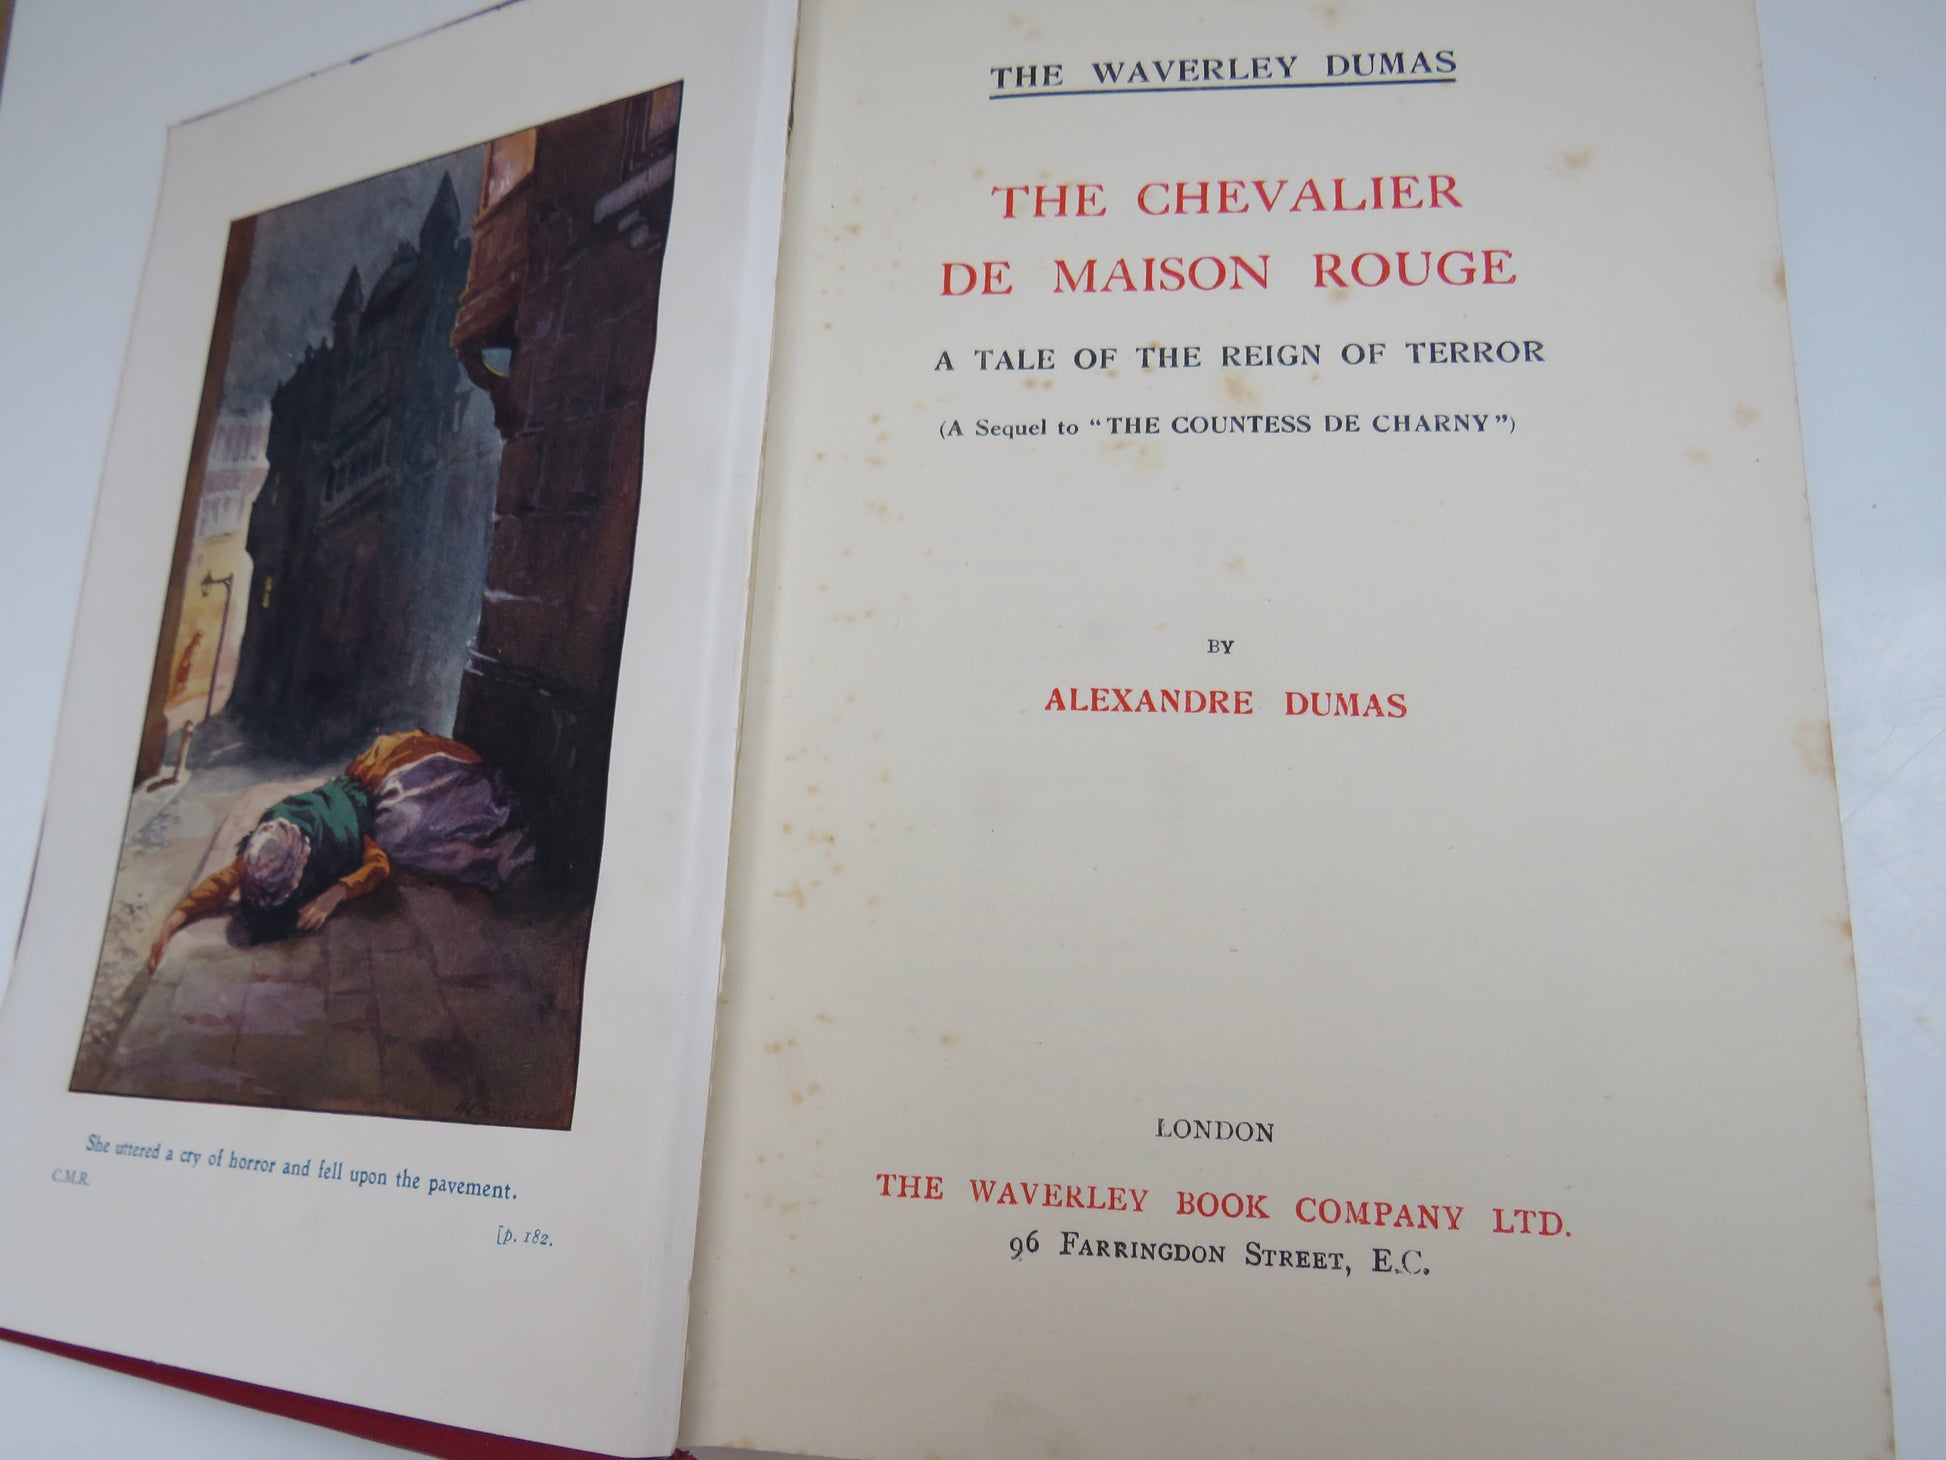 She uttered a cry of horror and fell upon the pavement.
C.M.R.
[p. 182.
THE WAVERLEY DUMAS
THE CHEVALIER
DE MAISON ROUGE
A TALE OF THE REIGN OF TERROR
(A Sequel to “THE COUNTESS DE CHARNY”)
BY
ALEXANDRE DUMAS
LONDON
THE WAVERLEY BOOK COMPANY LTD.
96 FARRINGDON STREET, E.C.